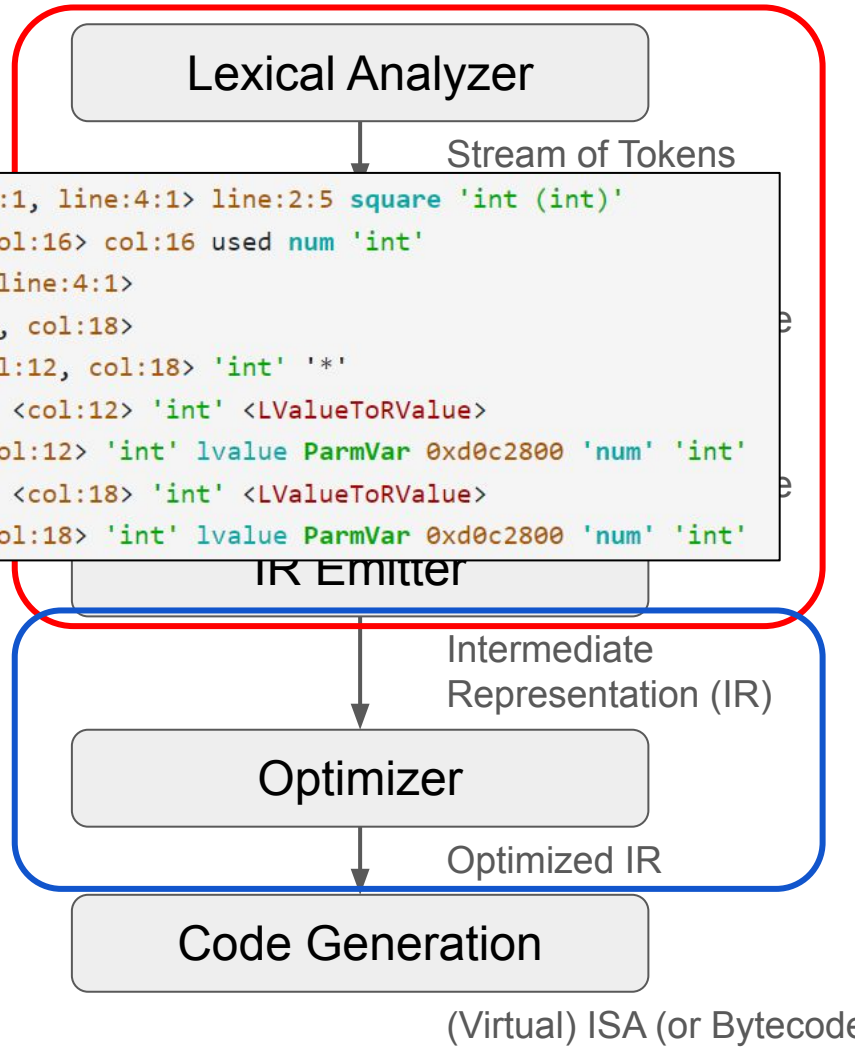 Lexical Analyzer
Stream of Tokens
:1, line:4:1> line:2:5 square 'int (int)'
ol:16> col:16 used num 'int'
line:4:1>
, col:18>
l:12, col:18> 'int' '*'
<col:12> 'int' <LValueToRValue>
ol:12> 'int' lvalue ParmVar 0xd0c2800 'num' 'int'
<col:18> 'int' <LValueToRValue>
ol:18> 'int' lvalue ParmVar 0xd0c2800 'num' 'int'
e
e
IR Emitter
Intermediate
Representation (IR)
Optimizer
Optimized IR
Code Generation
(Virtual) ISA (or Bytecode